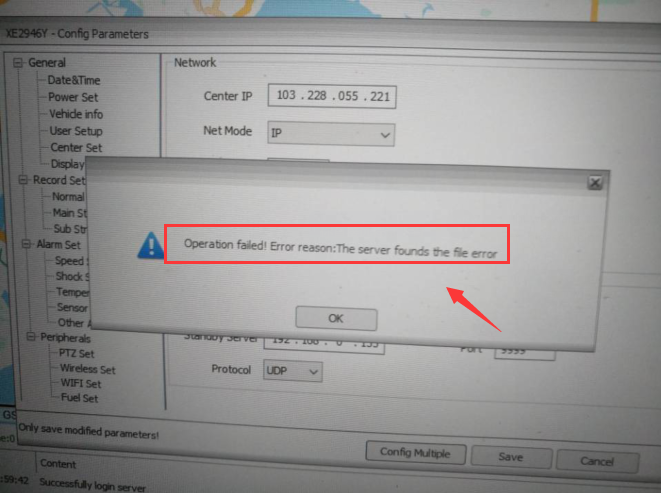 XE2946Y - Config Parameters
General
Date&Time
Power Set
Vehicle info
User Setup
Center Set
Display
Record Set
Normal
Main St
Sub Str
Alarm Set
Speed
Shock S
Temper
Sensor
Other A
Peripherals
PTZ Set
Wireless Set
WIFI Set
Fuel Set
Network
Center IP
103 . 228 . 055 . 221
Net Mode
IP
Operation failed! Error reason:The server founds the file error
OK
Standby Server
192 . 168 . 0 . 155
Port
9999
Protocol
UDP
GS
Only save modified parameters!
Config Multiple
Save
Cancel
e:0
Content
:59:42
Successfully login server